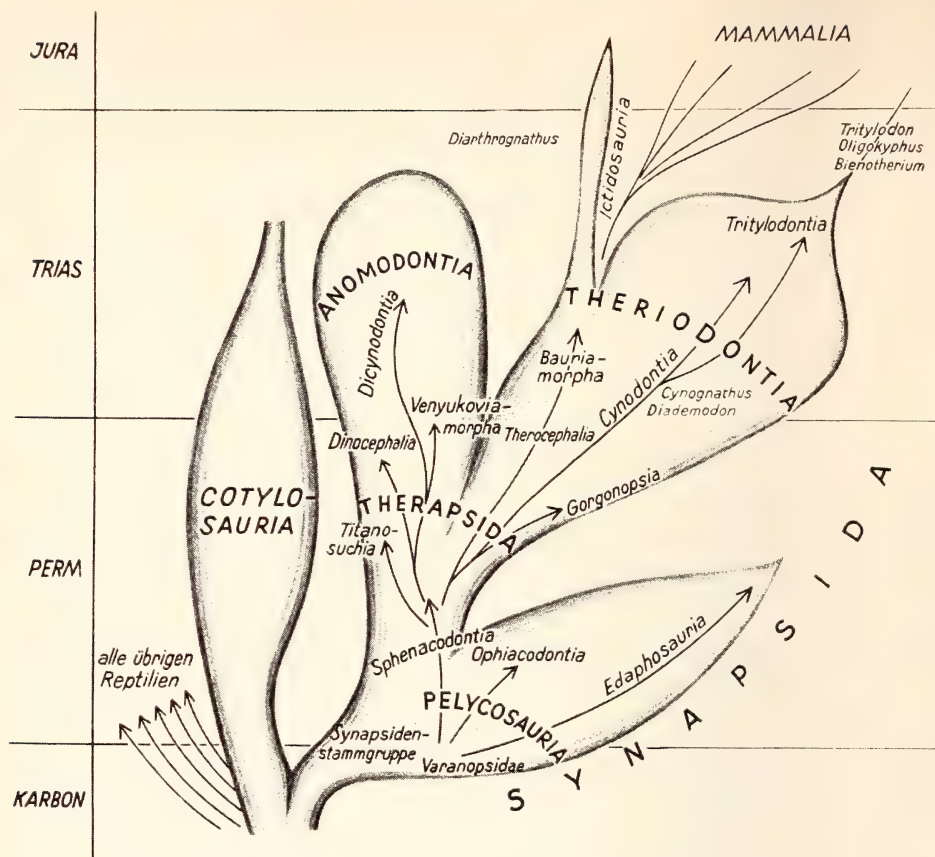 JURA
MAMMALIA
Diarthrognathus
Ictidosauria
Tritylodon
Oligokyphus
Bienotherium
TRIAS
Tritylodontia
ANOMODONTIA
THERIODONTIA
Dicynodontia
Bauria-
morpha
Cynodontia
Cynognathus
Diademodon
Venyukovia-
morpha
Therocephalia
Dinocephalia
COTYLO-
SAURIA
THERAPSIDA
Gorgonopsia
Titano-
suchia
PERM
SYNAPSIDA
alle übrigen
Reptilien
Sphenacodontia
Ophiacodontia
Edaphosauria
PELYCOSAURIA
Synapsiden-
stammgruppe
Varanopsidae
KARBON